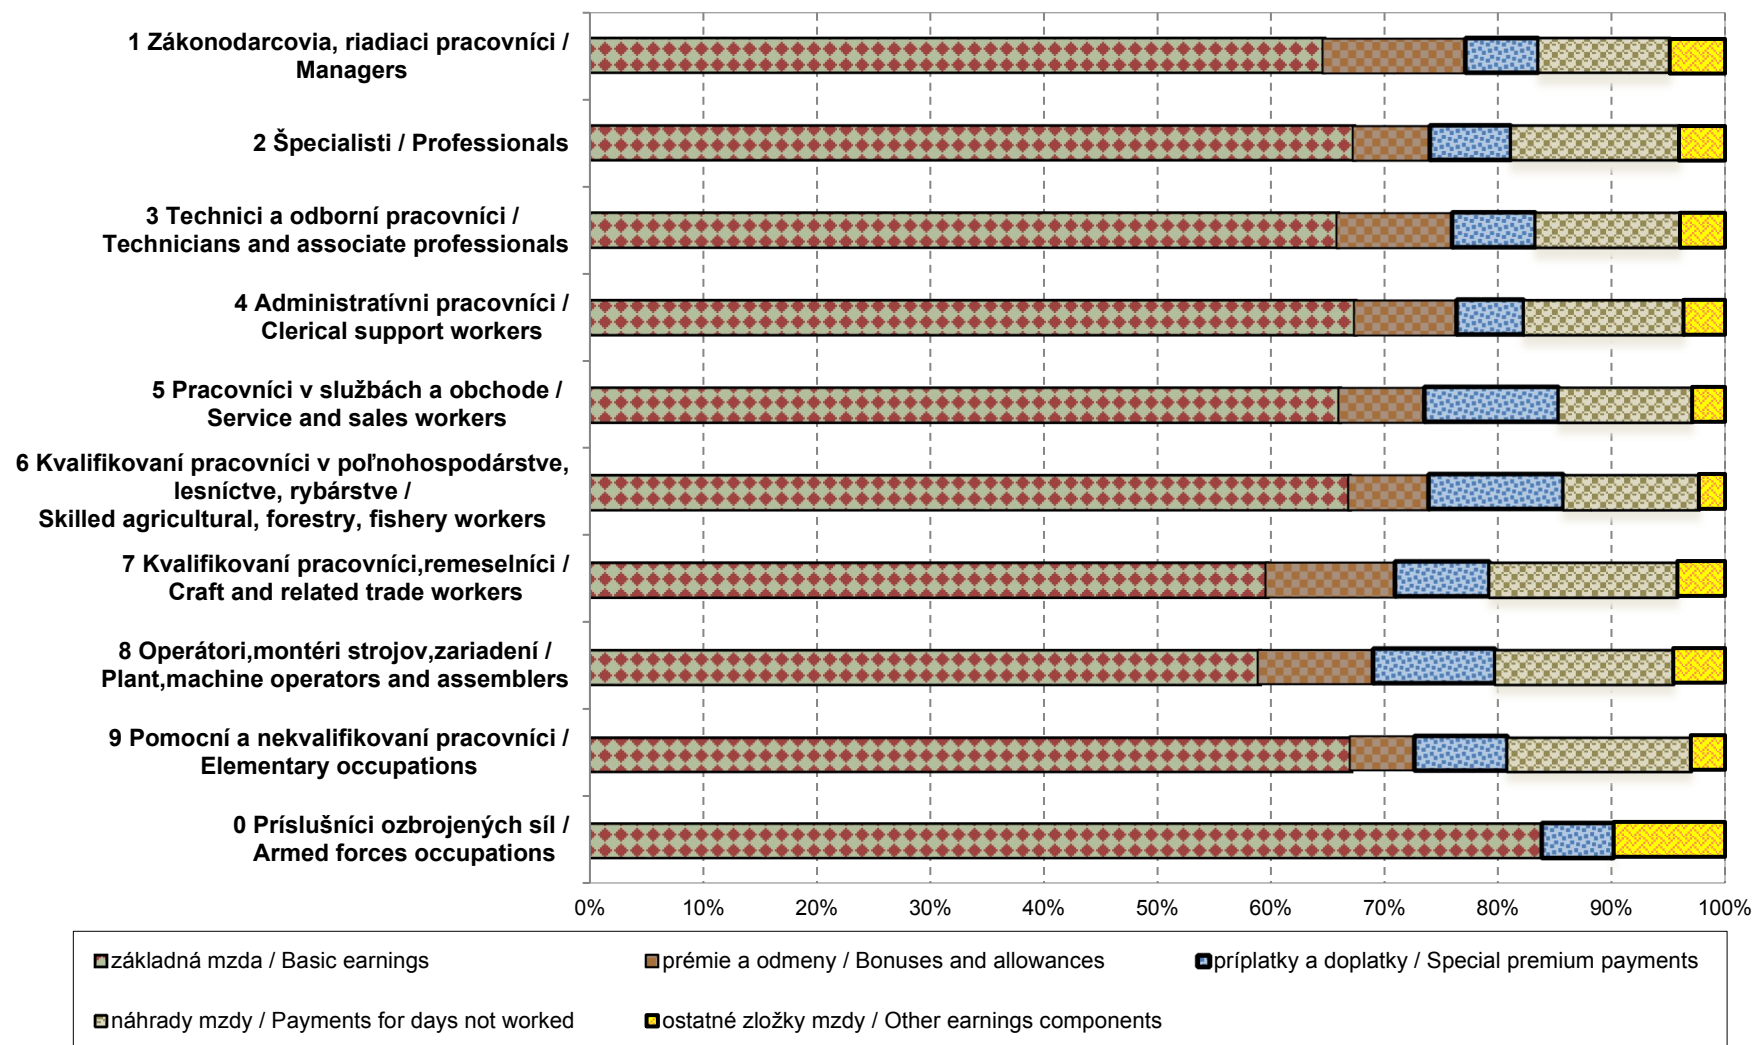 1 Zákonodarcovia, riadiaci pracovníci /
Managers
2 Špecialisti / Professionals
3 Technici a odborní pracovníci /
Technicians and associate professionals
4 Administratívni pracovníci /
Clerical support workers
5 Pracovníci v službách a obchode /
Service and sales workers
6 Kvalifikovaní pracovníci v poľnohospodárstve,
lesníctve, rybárstve /
Skilled agricultural, forestry, fishery workers
7 Kvalifikovaní pracovníci,remeselníci /
Craft and related trade workers
8 Operátori,montéri strojov,zariadení /
Plant,machine operators and assemblers
9 Pomocní a nekvalifikovaní pracovníci /
Elementary occupations
0 Príslušníci ozbrojených síl /
Armed forces occupations
0% 10% 20% 30% 40% 50% 60% 70% 80% 90% 100%
základná mzda / Basic earnings prémie a odmeny / Bonuses and allowances príplatky a doplatky / Special premium payments
náhrady mzdy / Payments for days not worked ostatné zložky mzdy / Other earnings components